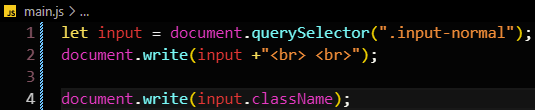 JS main.js > ...
1 let input = document.querySelector(".input-normal");
2 document.write(input +"<br> <br>");
3
4 document.write(input.className);